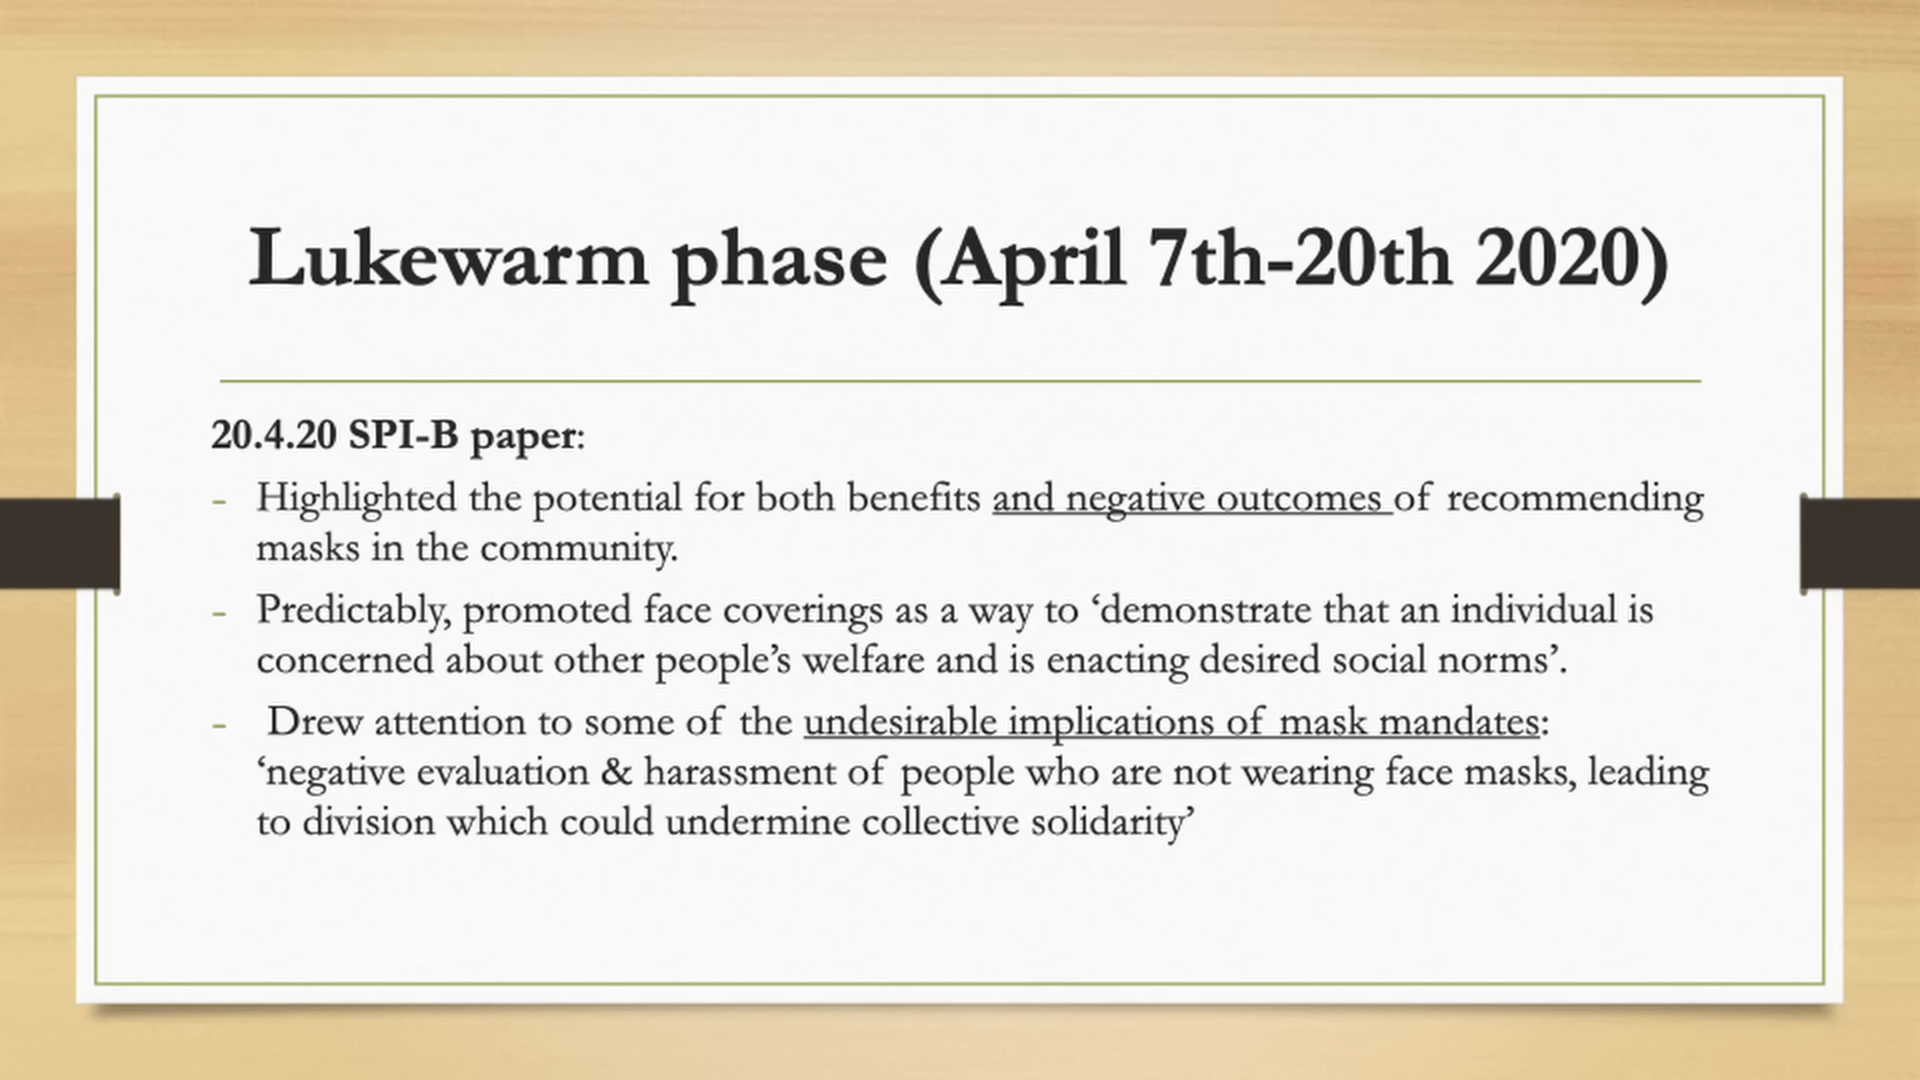 Lukewarm phase (April 7th-20th 2020)
20.4.20 SPI-B paper:
- Highlighted the potential for both benefits and negative outcomes of recommending
masks in the community.
- Predictably, promoted face coverings as a way to ‘demonstrate that an individual is
concerned about other people’s welfare and is enacting desired social norms’.
- Drew attention to some of the undesirable implications of mask mandates:
‘negative evaluation & harassment of people who are not wearing face masks, leading
to division which could undermine collective solidarity’